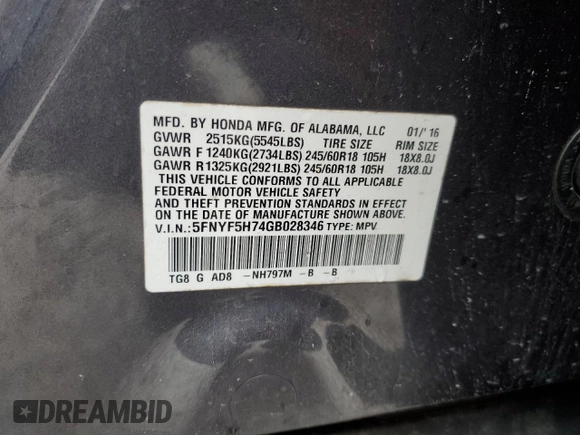 MFD. BY HONDA MFG. OF ALABAMA, LLC 01/'16
GVWR 2515KG(5545LBS) TIRE SIZE RIM SIZE
GAWR F 1240KG(2734LBS) 245/60R18 105H 18X8.0J
GAWR R1325KG(2921LBS) 245/60R18 105H 18X8.0J
THIS VEHICLE CONFORMS TO ALL APPLICABLE
FEDERAL MOTOR VEHICLE SAFETY
AND THEFT PREVENTION STANDARDS IN EFFECT
ON THE DATE OF MANUFACTURE SHOWN ABOVE.
V.I.N.:5FNYF5H74GB028346 TYPE: MPV
TG8 G AD8 -NH797M -B -B
DREAMBID